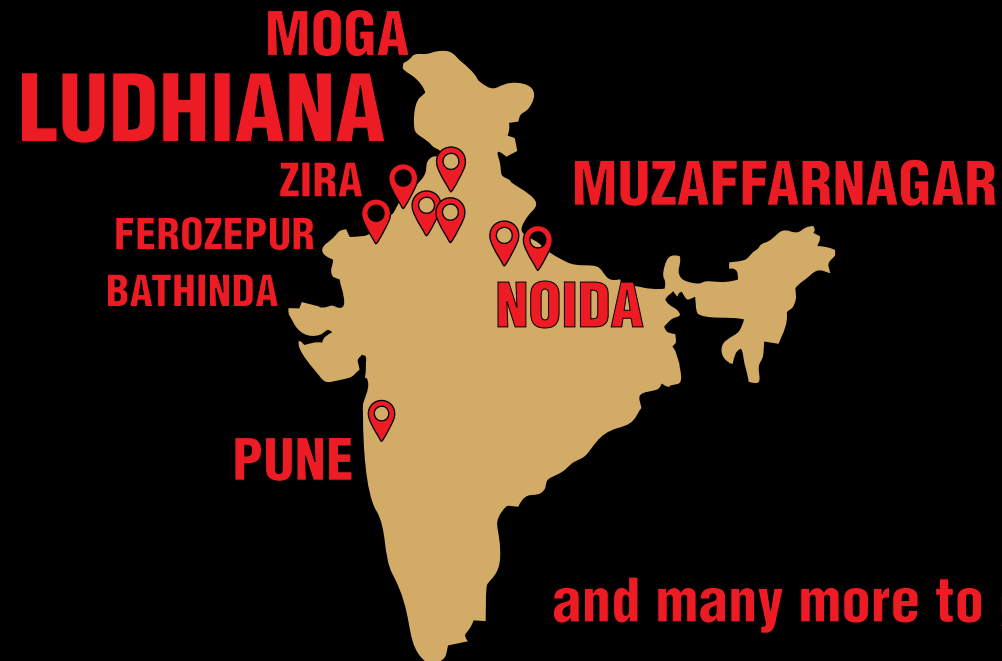 MOGA
LUDHIANA
ZIRA
MUZAFFARNAGAR
FEROZEPUR
BATHINDA
NOIDA
PUNE
and many more to